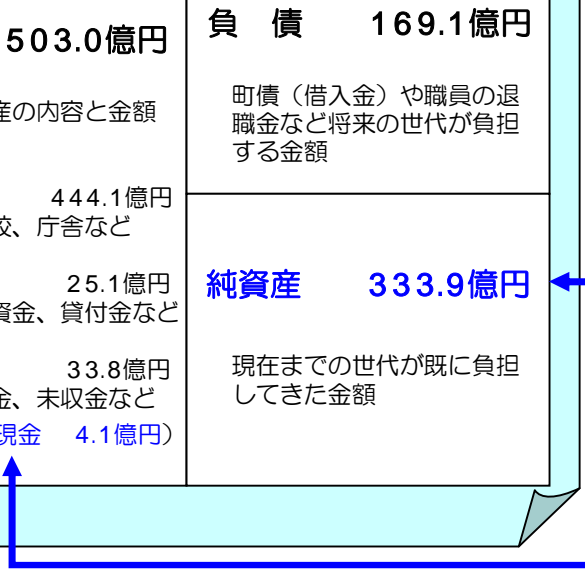 503.0億円
産の内容と金額
444.1億円
校、庁舎など
25.1億円
資金、貸付金など
33.8億円
金、未収金など
現金 4.1億円）
負 債 169.1億円
町債（借入金）や職員の退
職金など将来の世代が負担
する金額
純資産 333.9億円
現在までの世代が既に負担
してきた金額